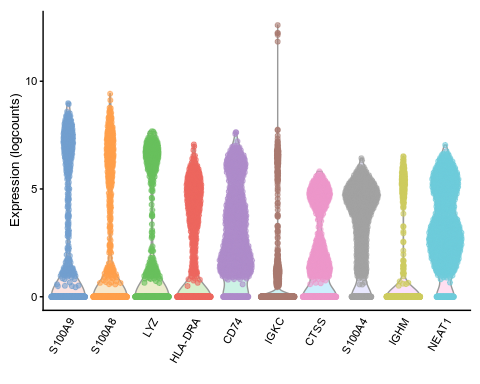 Expression (logcounts)
10
5
0
S100A9
S100A8
LYZ
HLA-DRA
CD74
IGKC
CTSS
S100A4
IGHM
NEAT1